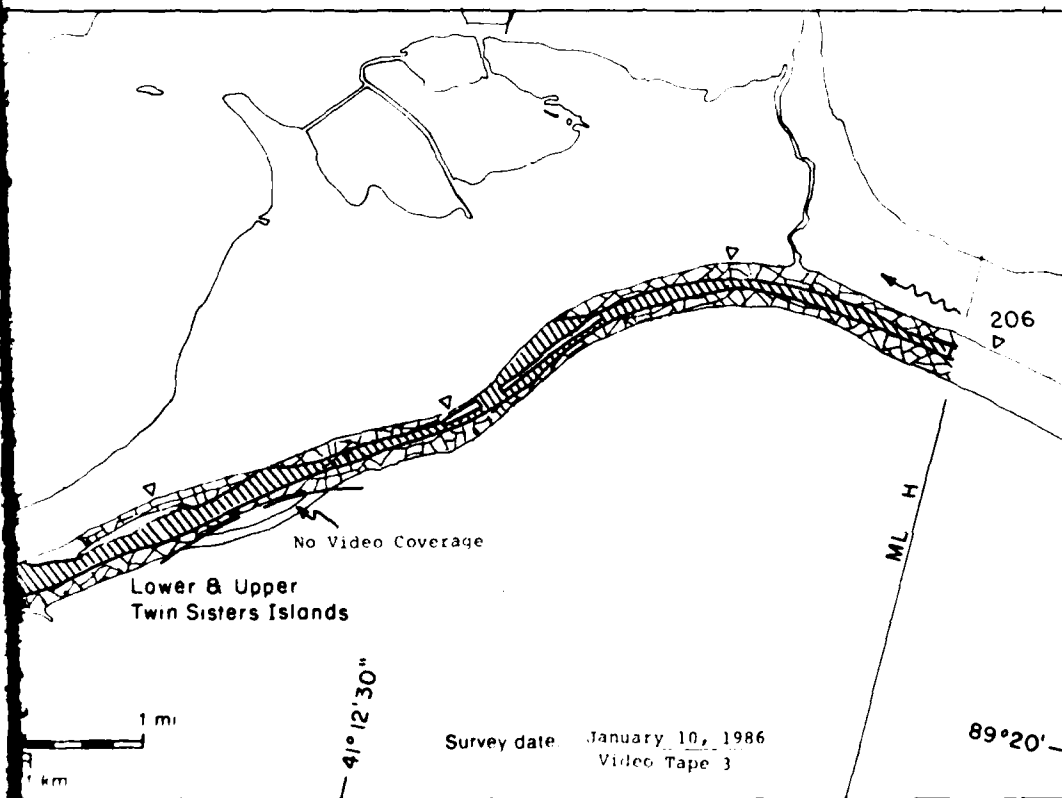 206
No Video Coverage
Lower & Upper
Twin Sisters Islands
ML H
1 mi
1 km
41° 12'30"
Survey date January 10, 1986
Video Tape 3
89°20'